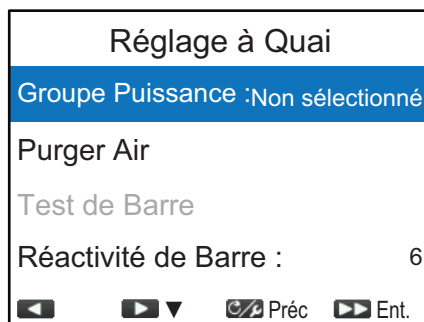 Réglage à Quai
Groupe Puissance : Non sélectionné
Purger Air
Test de Barre
Réactivité de Barre : 6
Préc Ent.